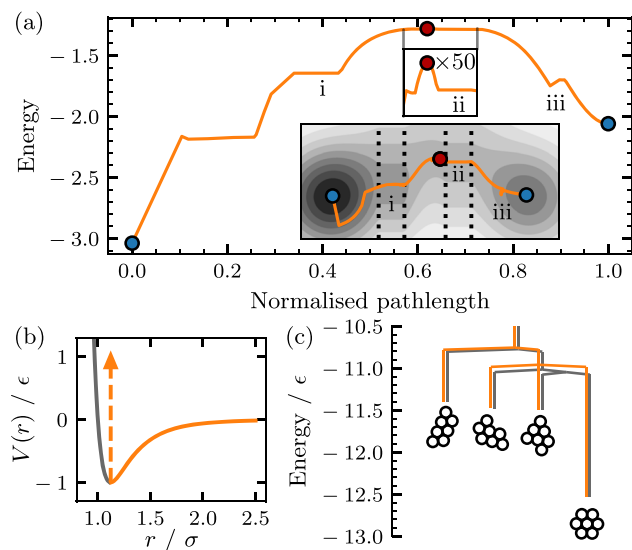 (a)
Energy
−1.5
−2.0
−2.5
−3.0
i
×50
ii
iii
i
ii
iii
0.0 0.2 0.4 0.6 0.8 1.0
Normalised pathlength
(b)
V(r) / ϵ
1
0
−1
1.0 1.5 2.0 2.5
r / σ
(c)
Energy / ϵ
−10.5
−11.0
−11.5
−12.0
−12.5
−13.0